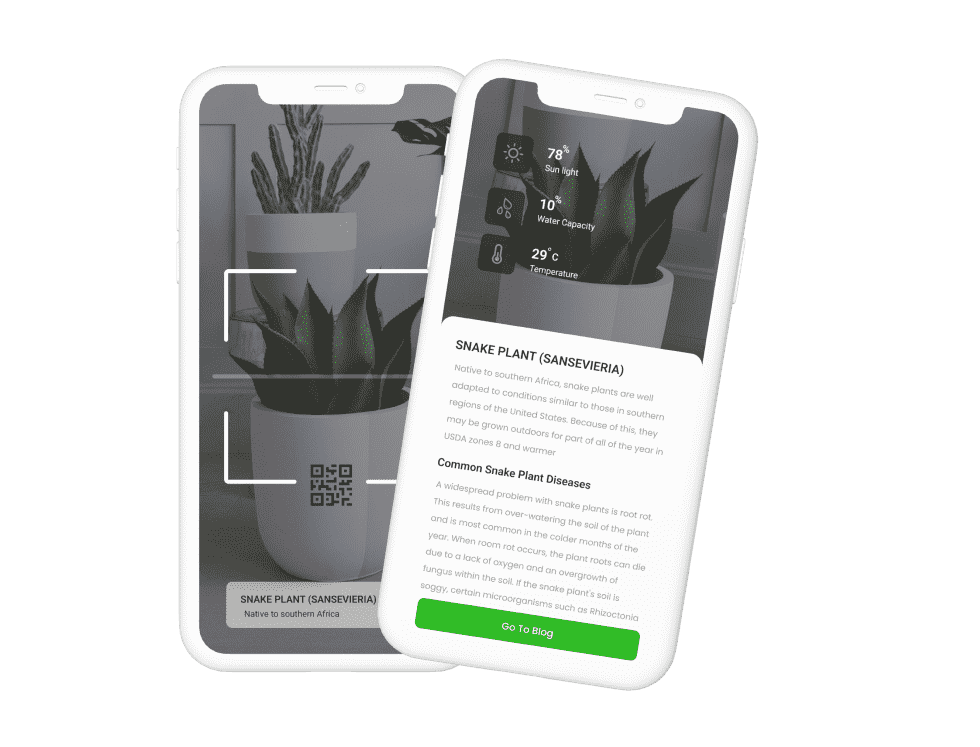 SNAKE PLANT (SANSEVIERIA)
Native to southern Africa
78%
Sun light
10%
Water Capacity
29° C
Temperature
SNAKE PLANT (SANSEVIERIA)
Native to southern Africa, snake plants are well
adapted to conditions similar to those in southern
regions of the United States. Because of this, they
may be grown outdoors for part of all of the year in
USDA zones 8 and warmer
Common Snake Plant Diseases
A widespread problem with snake plants is root rot.
This results from over-watering the soil of the plant
and is most common in the colder months of the
year. When room rot occurs, the plant roots can die
due to a lack of oxygen and an overgrowth of
fungus within the soil. If the snake plant's soil is
soggy, certain microorganisms such as Rhizoctonia
Go To Blog